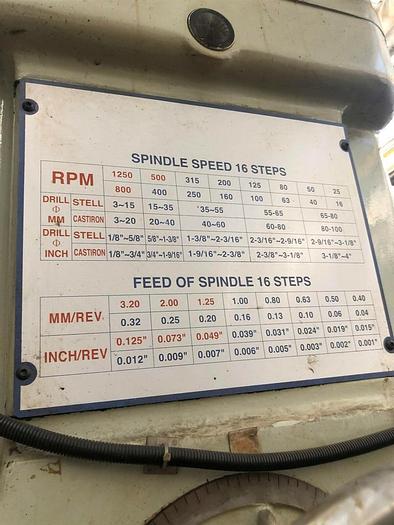 SPINDLE SPEED 16 STEPS
RPM 1250 500 315 200 125 80 50 25
800 400 250 160 100 63 40 16
DRILL Φ MM STELL 3~15 15~35 35~55 55-65 65-80
CASTIRON 3~20 20~40 40~60 60-80 80-100
DRILL Φ INCH STELL 1/8"~5/8" 5/8"-1-3/8" 1-3/8"~2-3/16" 2-3/16"~2-9/16" 2-9/16"~3-1/8"
CASTIRON 1/8"~3/4" 3/4"~1-9/16" 1-9/16"~2-3/8" 2-3/8"~3-1/8" 3-1/8"~4"
FEED OF SPINDLE 16 STEPS
MM/REV 3.20 2.00 1.25 1.00 0.80 0.63 0.50 0.40
0.32 0.25 0.20 0.16 0.13 0.10 0.06 0.04
INCH/REV 0.125" 0.073" 0.049" 0.039" 0.031" 0.024" 0.019" 0.015"
0.012" 0.009" 0.007" 0.006" 0.005" 0.003" 0.002" 0.001"